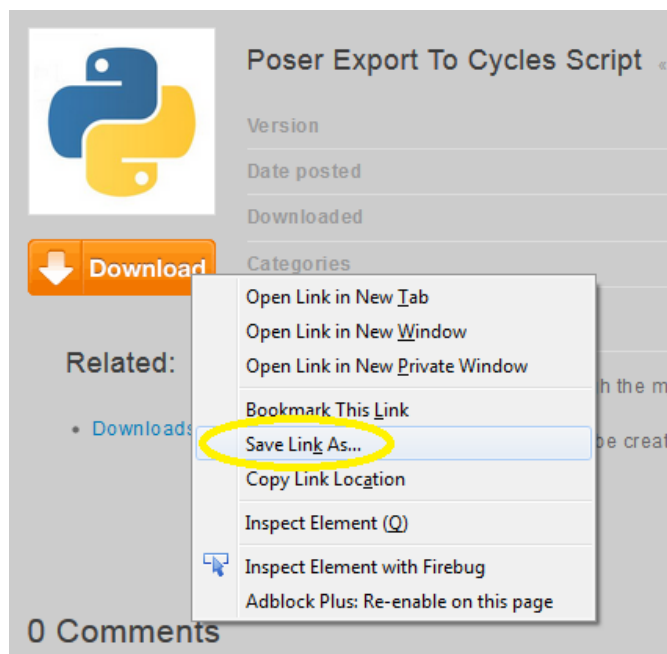 Poser Export To Cycles Script «
Version
Date posted
Downloaded
Download
Categories
Open Link in New Tab
Open Link in New Window
Open Link in New Private Window
Related:
h the m
Bookmark This Link
Downloads
Save Link As...
be creat
Copy Link Location
Inspect Element (Q)
Inspect Element with Firebug
Adblock Plus: Re-enable on this page
0 Comments